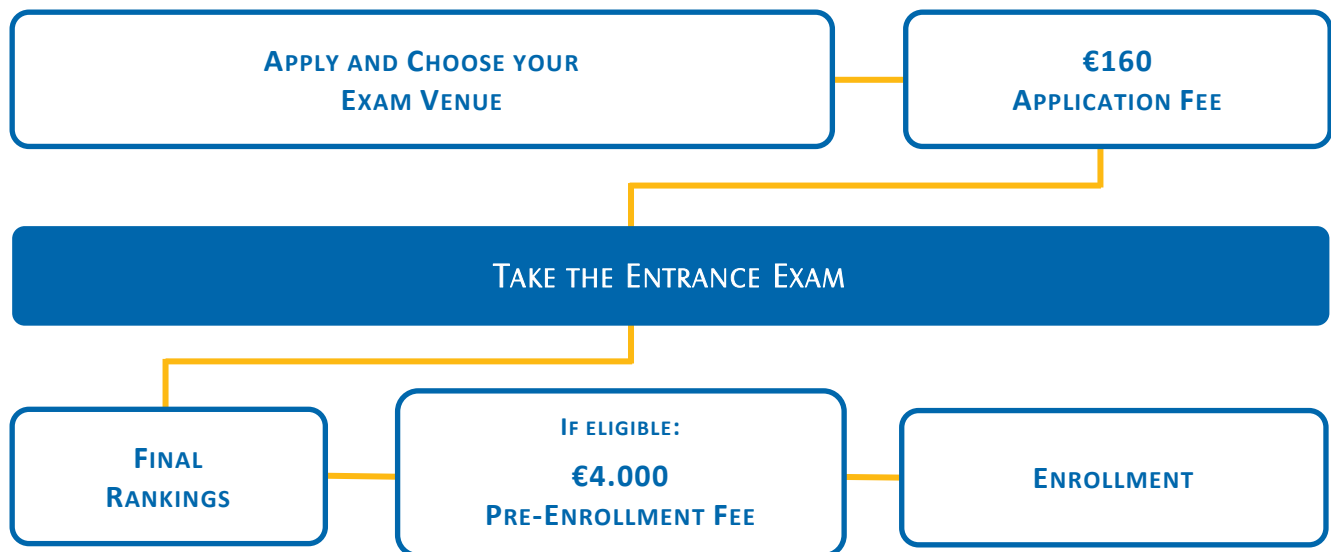 APPLY AND CHOOSE YOUR
EXAM VENUE
€160
APPLICATION FEE
TAKE THE ENTRANCE EXAM
FINAL
RANKINGS
IF ELIGIBLE:
€4.000
PRE-ENROLLMENT FEE
ENROLLMENT